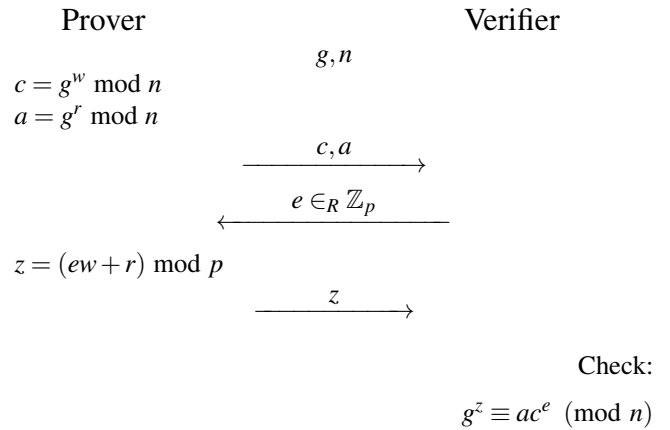 Prover Verifier
g, n
c = g^w mod n
a = g^r mod n
c, a
e ∈_R ℤ_p
z = (ew + r) mod p
z
Check:
g^z ≡ ac^e (mod n)